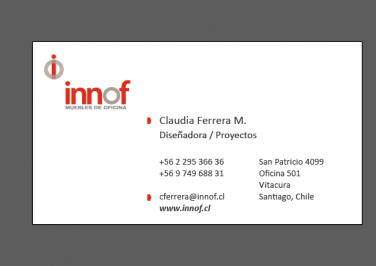 innof
MUEBLES DE OFICINA
Claudia Ferrera M.
Diseñadora / Proyectos
+56 2 295 366 36
+56 9 749 688 31
San Patricio 4099
Oficina 501
Vitacura
Santiago, Chile
cferrera@innof.cl
www.innof.cl